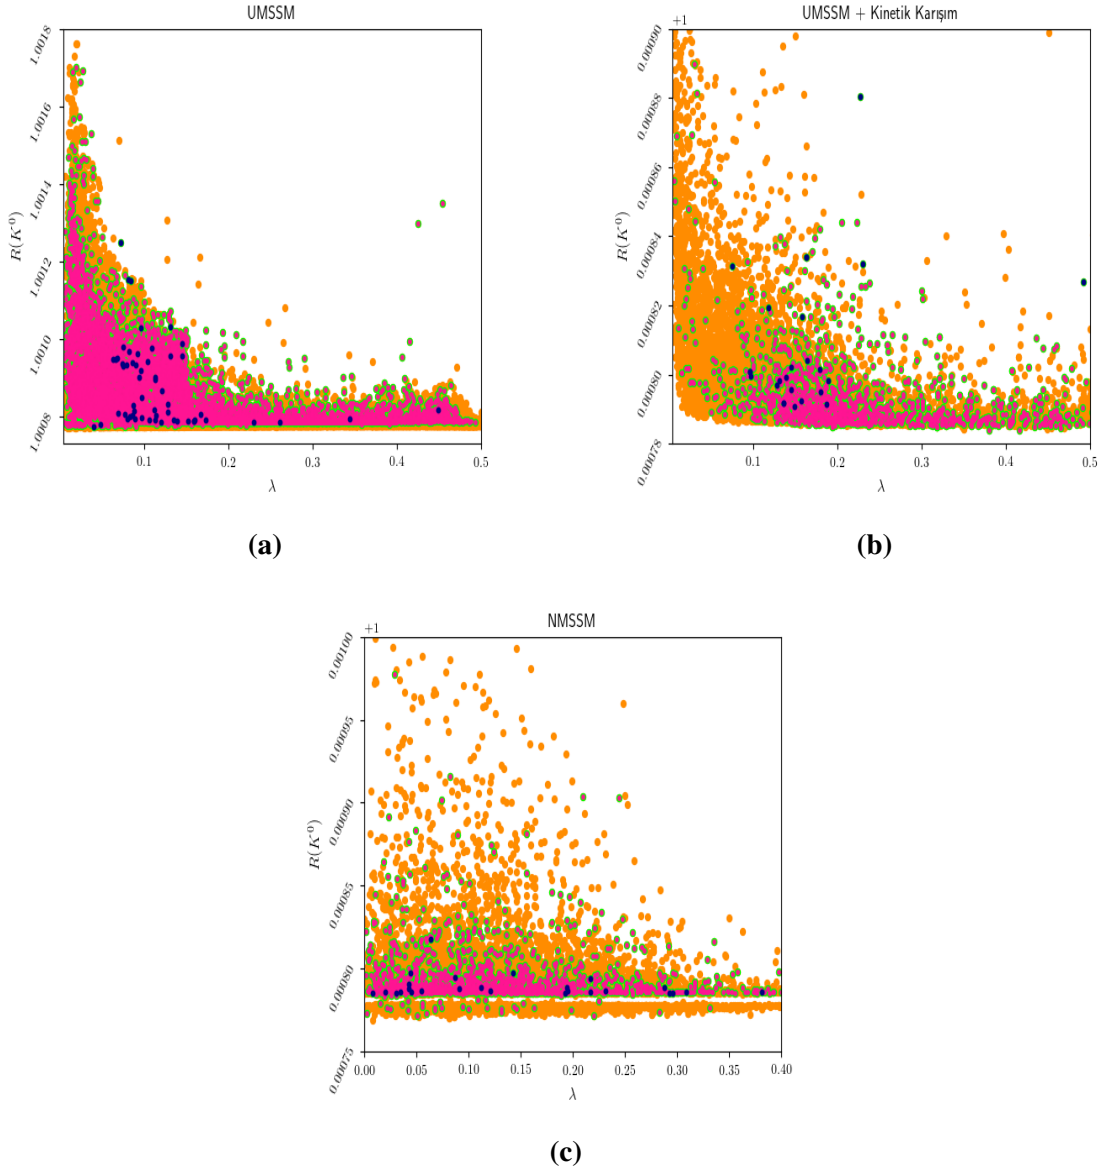 UMSSM
R(K⁰)
1.0018
1.0016
1.0014
1.0012
1.0010
1.0008
0.1 0.2 0.3 0.4 0.5
λ
(a)
UMSSM + Kinetik Karışım
+1
R(K⁰)
0.00090
0.00088
0.00086
0.00084
0.00082
0.00080
0.00078
0.1 0.2 0.3 0.4 0.5
λ
(b)
NMSSM
+1
R(K⁰)
0.00100
0.00095
0.00090
0.00085
0.00080
0.00075
0.00 0.05 0.10 0.15 0.20 0.25 0.30 0.35 0.40
λ
(c)